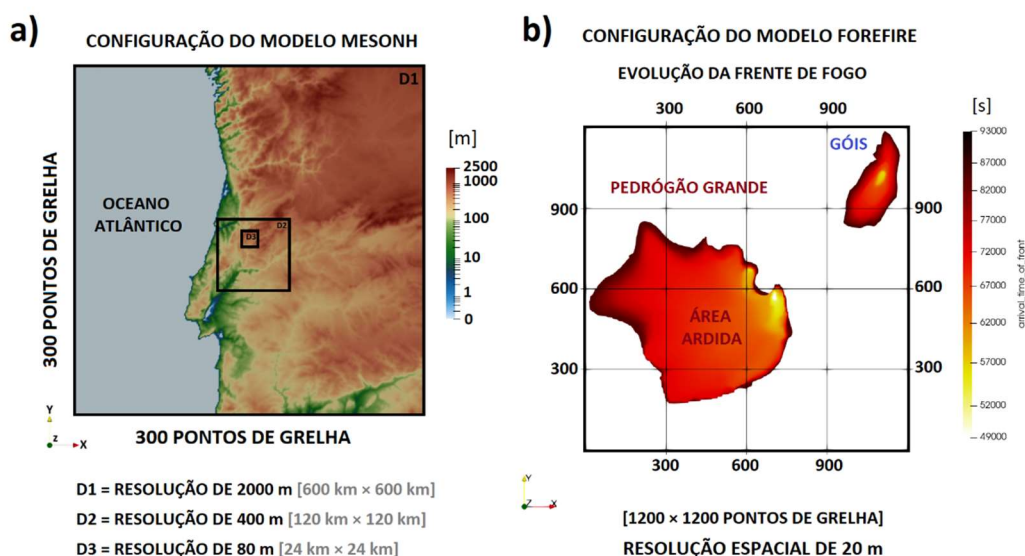 a)
CONFIGURAÇÃO DO MODELO MESONH
D1
[m]
2500
1000
100
10
1
0
OCEANO
ATLÂNTICO
D2
D3
300 PONTOS DE GRELHA
Y
Z
X
300 PONTOS DE GRELHA
D1 = RESOLUÇÃO DE 2000 m [600 km × 600 km]
D2 = RESOLUÇÃO DE 400 m [120 km × 120 km]
D3 = RESOLUÇÃO DE 80 m [24 km × 24 km]
b)
CONFIGURAÇÃO DO MODELO FOREFIRE
EVOLUÇÃO DA FRENTE DE FOGO
300 600 900
[s]
GÓIS
PEDRÓGÃO GRANDE
900 900
600 600
ÁREA
ARDIDA
300 300
300 600 900
93000
87000
82000
77000
72000
67000
62000
57000
52000
49000
arrival_time_of_front
Y
Z
X
[1200 × 1200 PONTOS DE GRELHA]
RESOLUÇÃO ESPACIAL DE 20 m